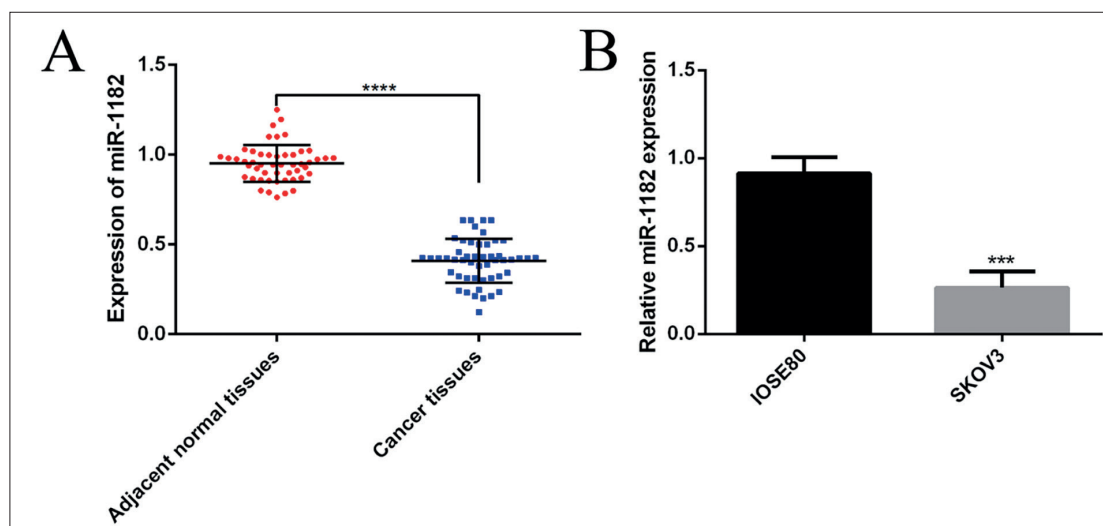 A
Expression of miR-1182
1.5
1.0
0.5
0.0
****
Adjacent normal tissues
Cancer tissues
B
Relative miR-1182 expression
1.5
1.0
0.5
0.0
***
IOSE80
SKOV3